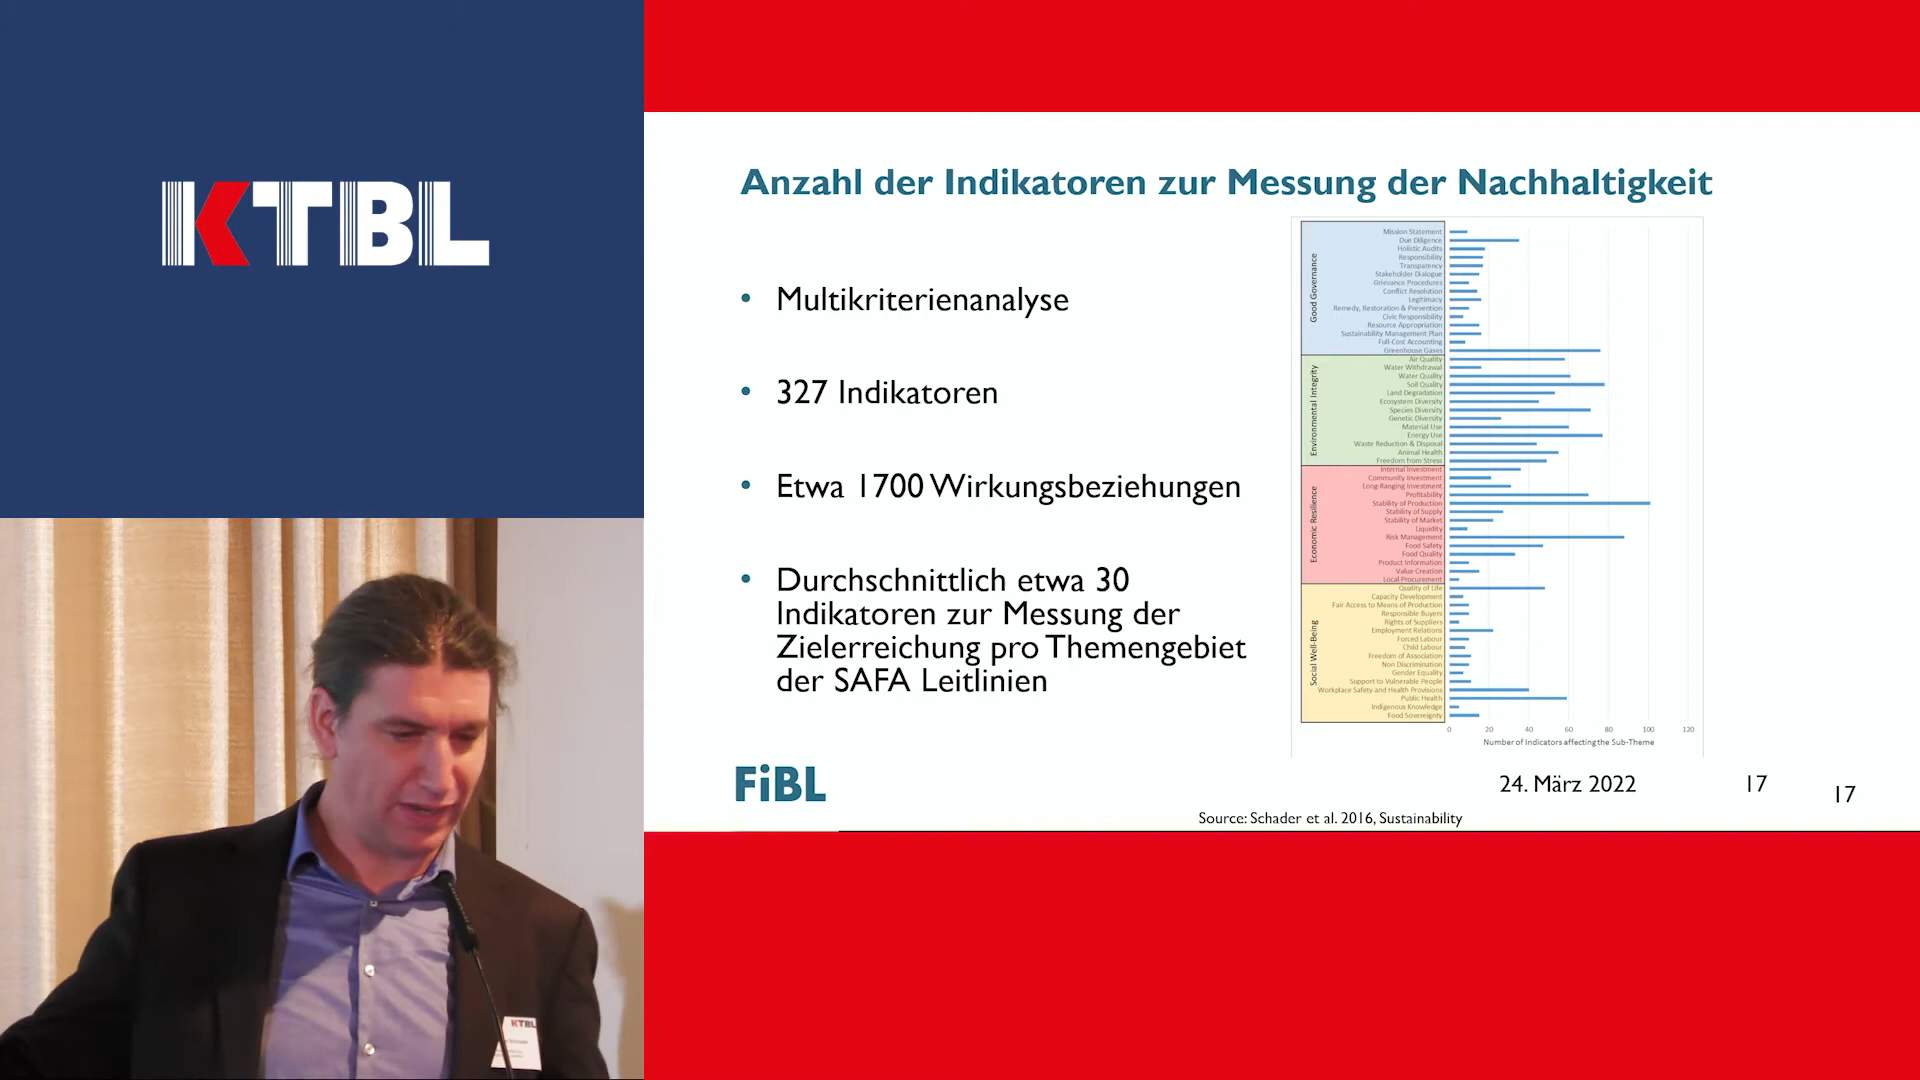 KTBL
Anzahl der Indikatoren zur Messung der Nachhaltigkeit
• Multikriterienanalyse
• 327 Indikatoren
• Etwa 1700 Wirkungsbeziehungen
• Durchschnittlich etwa 30
Indikatoren zur Messung der
Zielerreichung pro Themengebiet
der SAFA Leitlinien
Good Governance
Mission Statement
Due Diligence
Holistic Audits
Responsibility
Transparency
Stakeholder Dialogue
Grievance Procedures
Conflict Resolution
Legitimacy
Remedy, Restoration & Prevention
Civic Responsibility
Resource Appropriation
Sustainability Management Plan
Full-Cost Accounting
Greenhouse Gases
Environmental Integrity
Air Quality
Water Withdrawal
Water Quality
Soil Quality
Land Degradation
Ecosystem Diversity
Species Diversity
Genetic Diversity
Material Use
Energy Use
Waste Reduction & Disposal
Animal Health
Freedom from Stress
Economic Resilience
Internal Investment
Community Investment
Long-Ranging Investment
Profitability
Stability of Production
Stability of Supply
Stability of Market
Liquidity
Risk Management
Food Safety
Food Quality
Product Information
Value Creation
Local Procurement
Social Well-Being
Quality of Life
Capacity Development
Fair Access to Means of Production
Responsible Buyers
Rights of Suppliers
Employment Relations
Forced Labour
Child Labour
Freedom of Association
Non Discrimination
Gender Equality
Support to Vulnerable People
Workplace Safety and Health Provisions
Public Health
Indigenous Knowledge
Food Sovereignty
0 20 40 60 80 100 120
Number of Indicators affecting the Sub-Theme
FiBL
24. März 2022 17
17
Source: Schader et al. 2016, Sustainability
KTBL